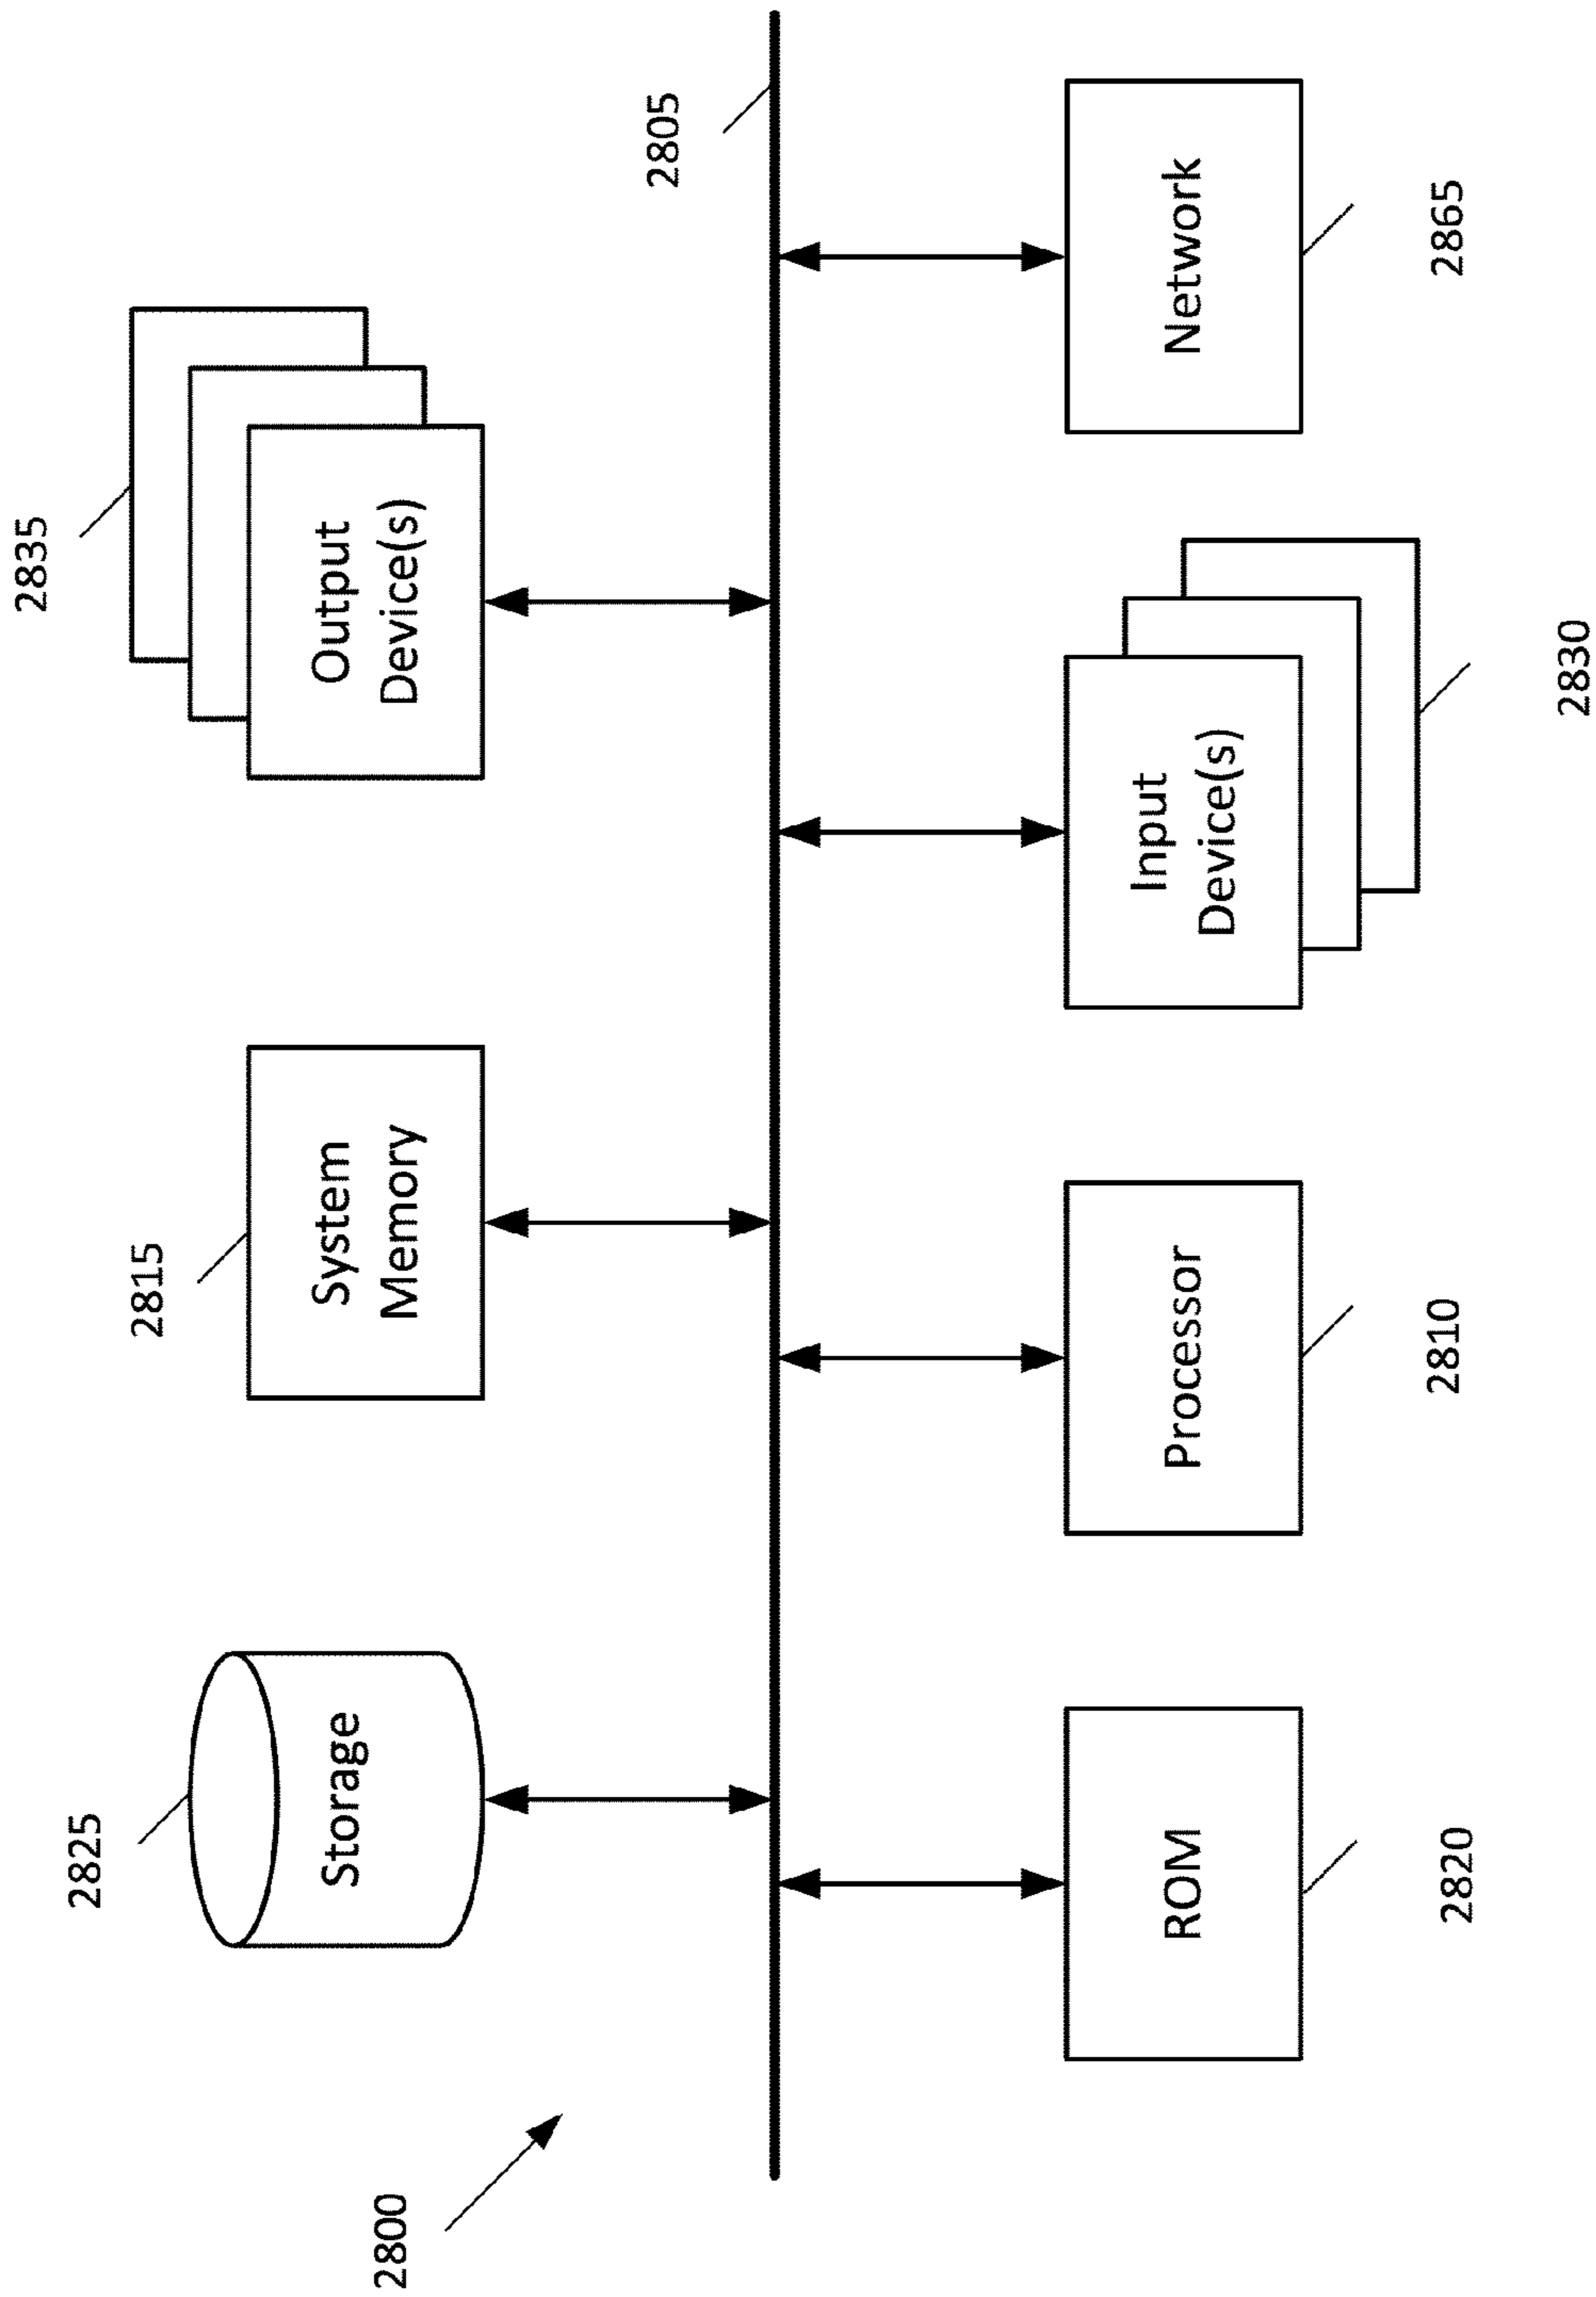 2825
2815
2835
Storage
System
Memory
Output
Device(s)
2800
2805
ROM
Processor
Input
Device(s)
Network
2820
2810
2830
2865